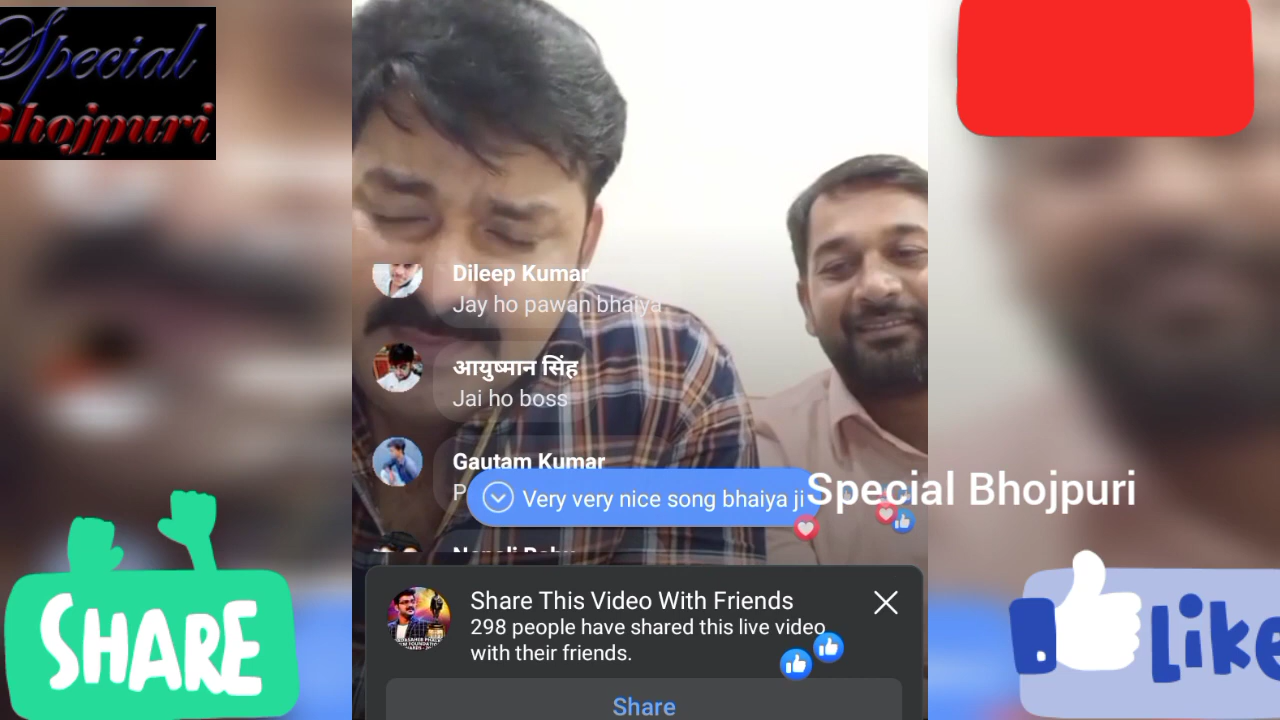 Special
Bhojpuri
Dileep Kumar
Jay ho pawan bhaiya
आयुष्मान सिंह
Jai ho boss
Gautam Kumar
P
Very very nice song bhaiya ji
Special Bhojpuri
Nepali Babu
Share This Video With Friends
298 people have shared this live video
with their friends.
Share
SHARE
Like